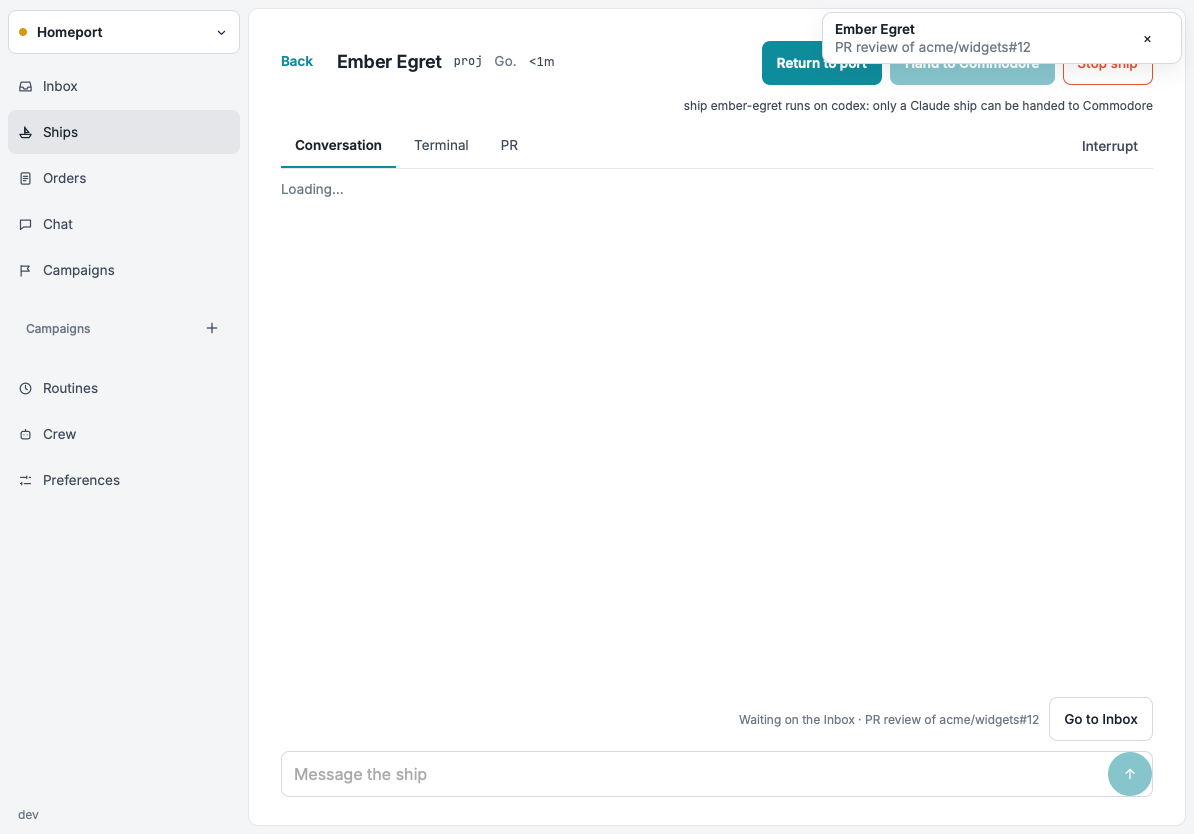 Homeport
Inbox
Ships
Orders
Chat
Campaigns
Campaigns
Routines
Crew
Preferences
dev
Back
Ember Egret
proj
Go.
<1m
Ember Egret
PR review of acme/widgets#12
×
Return to port
Hand to Commodore
Stop ship
ship ember-egret runs on codex: only a Claude ship can be handed to Commodore
Conversation
Terminal
PR
Interrupt
Loading...
Waiting on the Inbox · PR review of acme/widgets#12
Go to Inbox
Message the ship